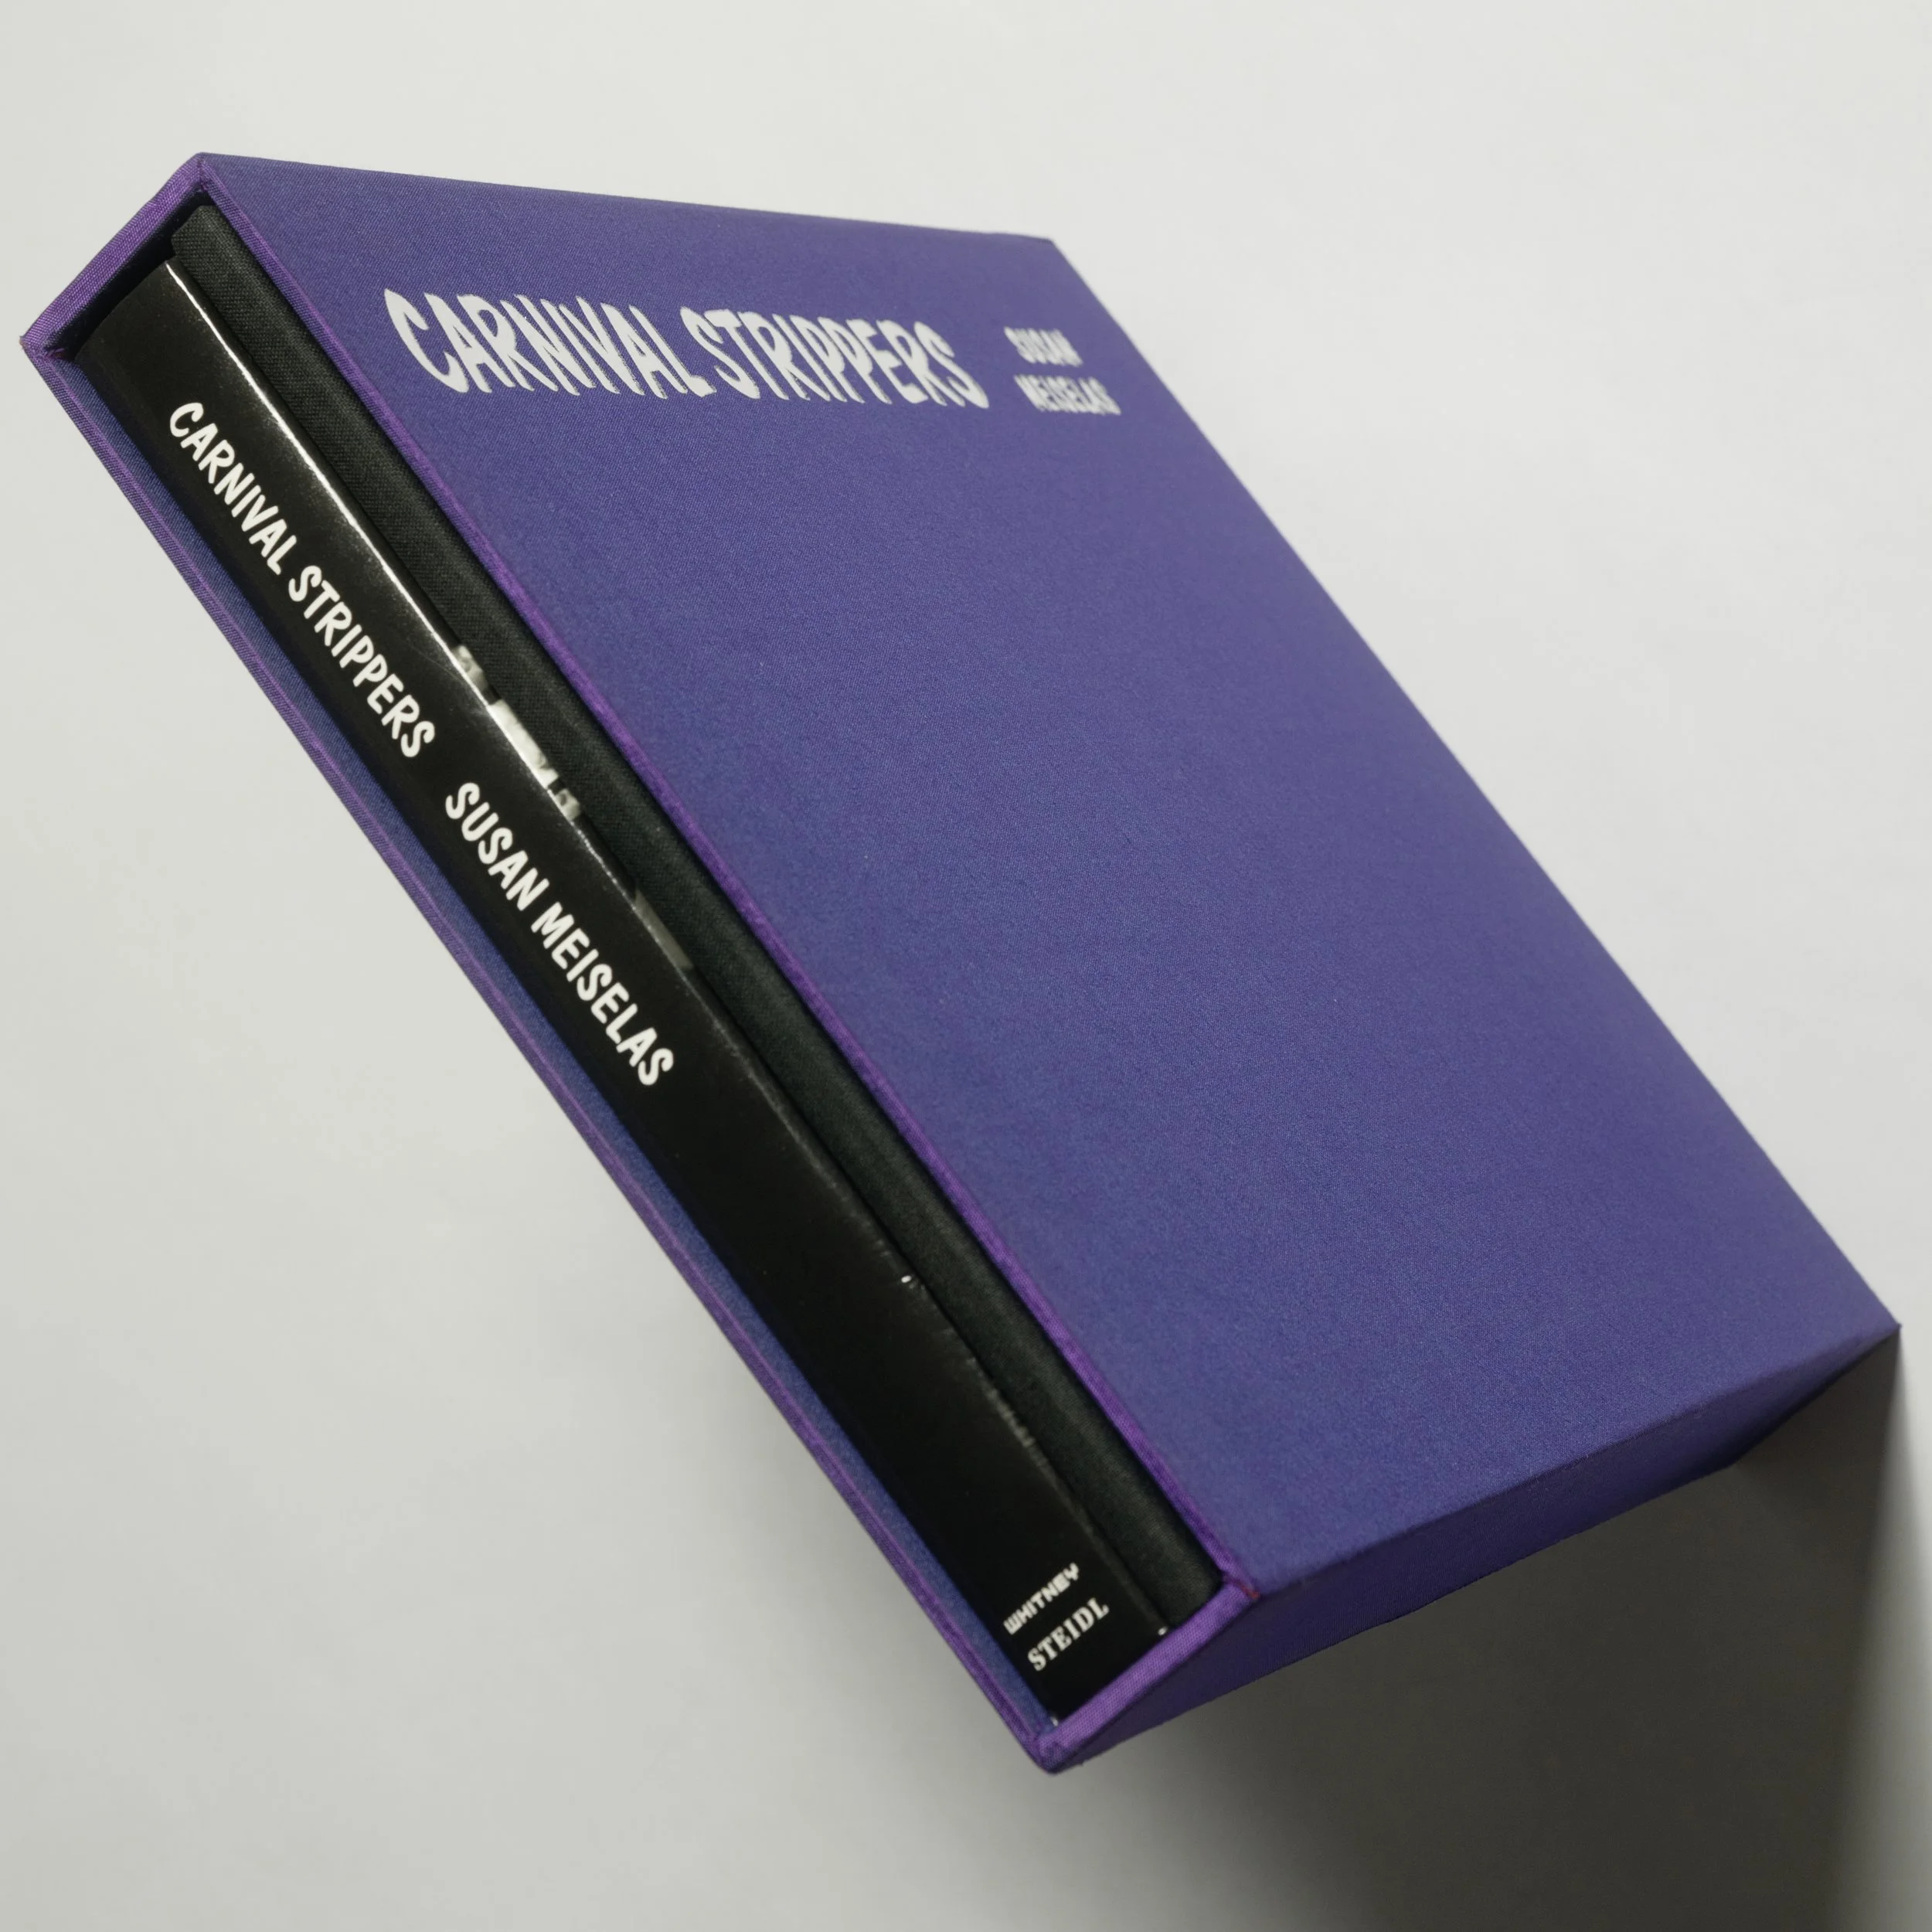 CARNIVAL STRIPPERS
SUSAN
MEISELAS
CARNIVAL STRIPPERS SUSAN MEISELAS
WHITNEY
STEIDL